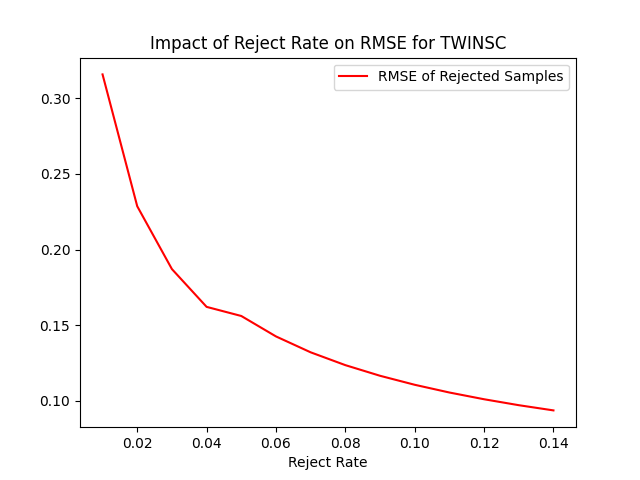 Impact of Reject Rate on RMSE for TWINSC
RMSE of Rejected Samples
0.30
0.25
0.20
0.15
0.10
0.02 0.04 0.06 0.08 0.10 0.12 0.14
Reject Rate